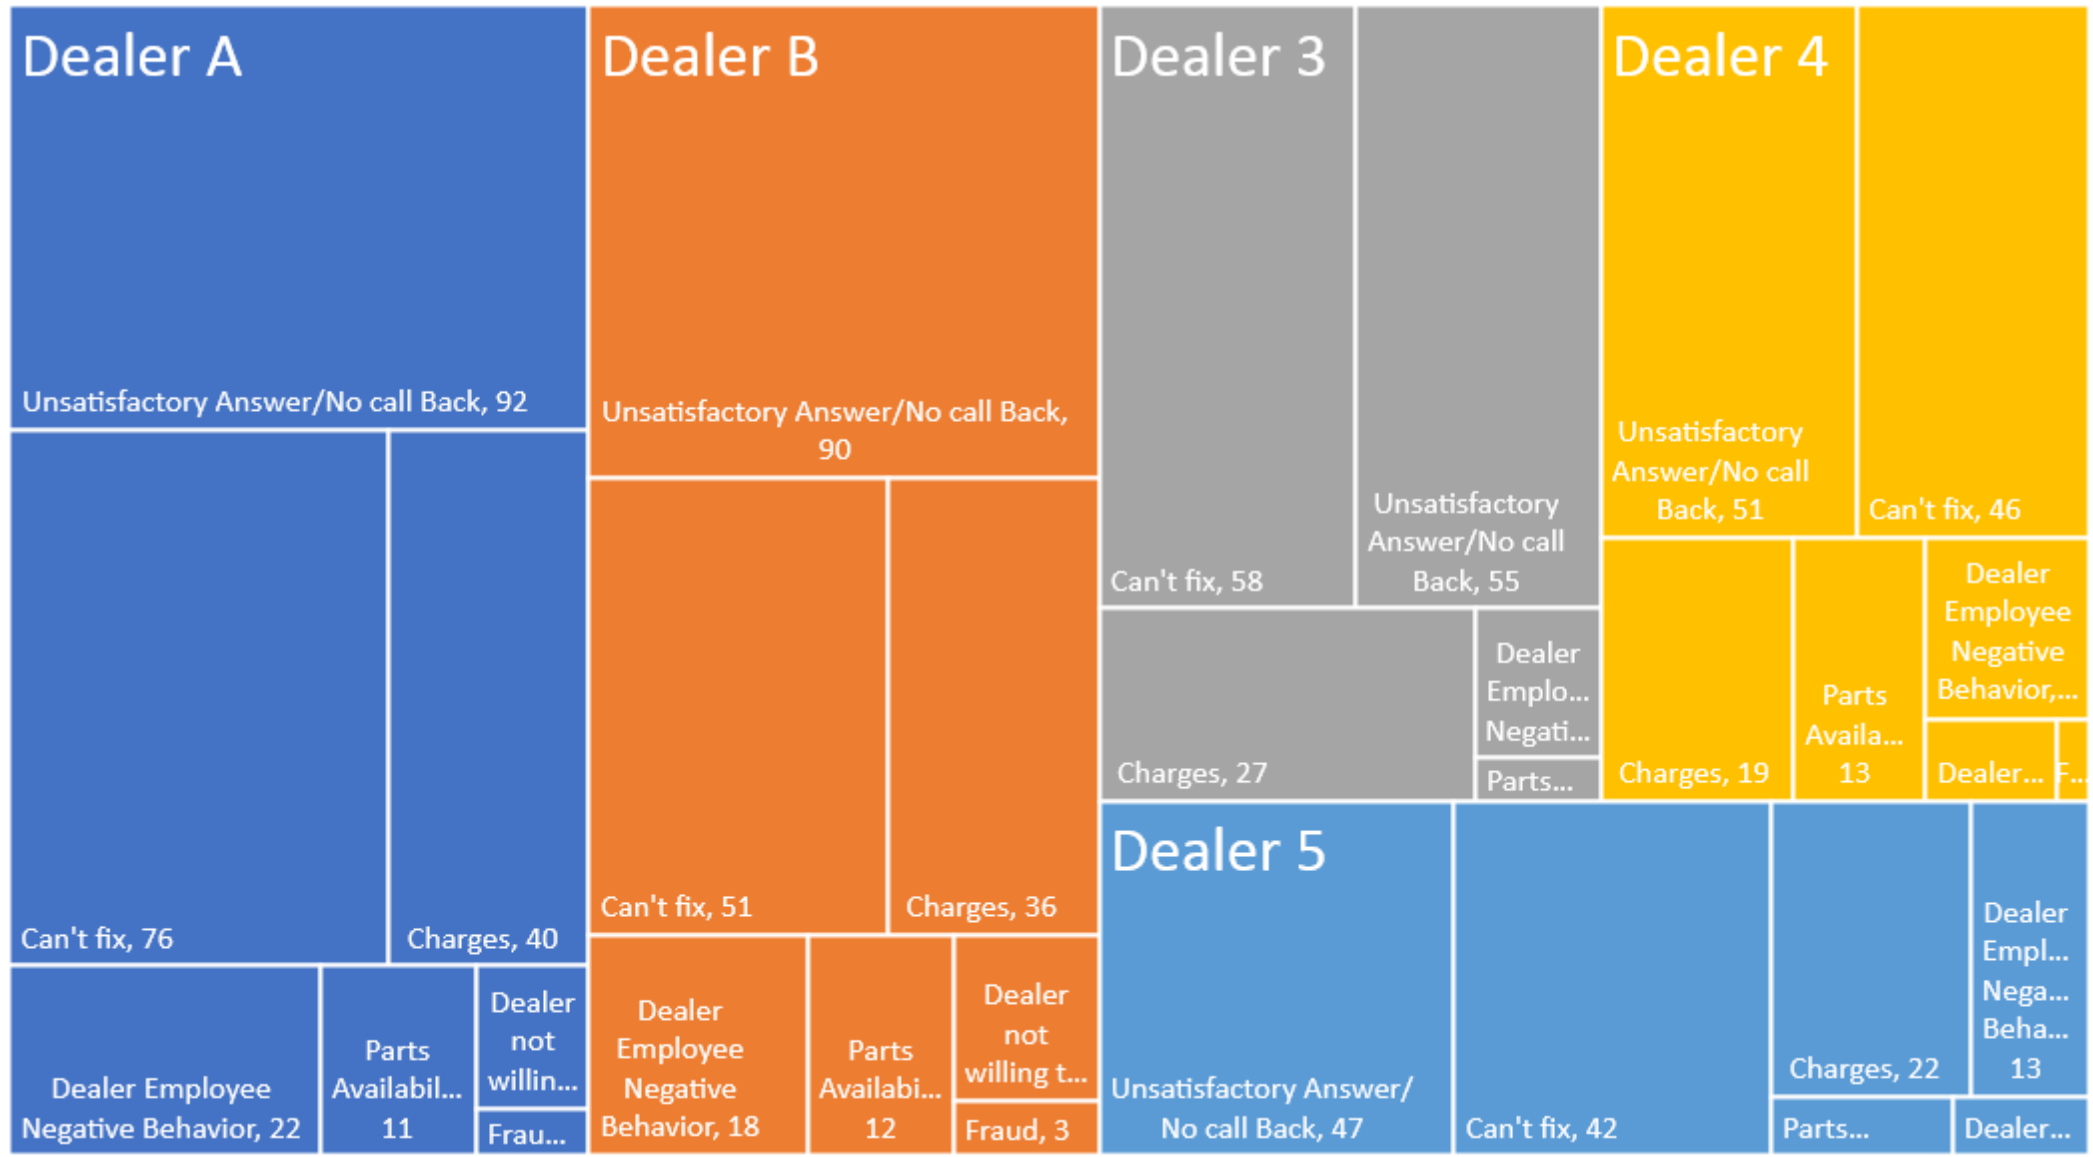 Dealer A
Unsatisfactory Answer/No call Back, 92
Can't fix, 76
Charges, 40
Dealer Employee
Negative Behavior, 22
Parts
Availabil...
11
Dealer
not
willin...
Frau...
Dealer B
Unsatisfactory Answer/No call Back,
90
Can't fix, 51
Charges, 36
Dealer
Employee
Negative
Behavior, 18
Parts
Availabi...
12
Dealer
not
willing t...
Fraud, 3
Dealer 3
Can't fix, 58
Unsatisfactory
Answer/No call
Back, 55
Charges, 27
Dealer
Emplo...
Negati...
Parts...
Dealer 4
Unsatisfactory
Answer/No call
Back, 51
Can't fix, 46
Charges, 19
Parts
Availa...
13
Dealer
Employee
Negative
Behavior,...
Dealer...
F...
Dealer 5
Unsatisfactory Answer/
No call Back, 47
Can't fix, 42
Charges, 22
Dealer
Empl...
Nega...
Beha...
13
Parts...
Dealer...